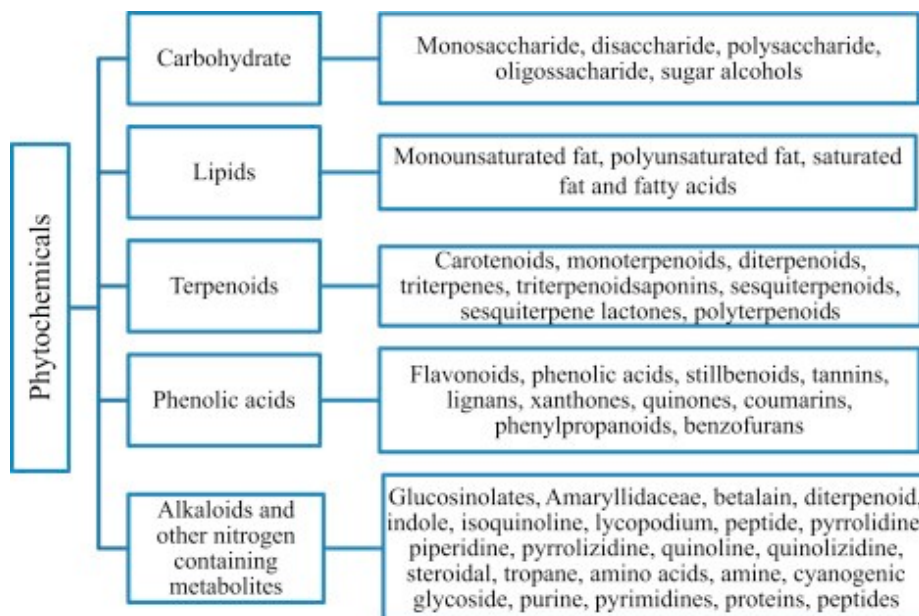 Phytochemicals
Carbohydrate
Monosaccharide, disaccharide, polysaccharide,
oligossacharide, sugar alcohols
Lipids
Monounsaturated fat, polyunsaturated fat, saturated
fat and fatty acids
Terpenoids
Carotenoids, monoterpenoids, diterpenoids,
triterpenes, triterpenoidsaponins, sesquiterpenoids,
sesquiterpene lactones, polyterpenoids
Phenolic acids
Flavonoids, phenolic acids, stillbenoids, tannins,
lignans, xanthones, quinones, coumarins,
phenylpropanoids, benzofurans
Alkaloids and
other nitrogen
containing
metabolites
Glucosinolates, Amaryllidaceae, betalain, diterpenoid,
indole, isoquinoline, lycopodium, peptide, pyrrolidine
piperidine, pyrrolizidine, quinoline, quinolizidine,
steroidal, tropane, amino acids, amine, cyanogenic
glycoside, purine, pyrimidines, proteins, peptides